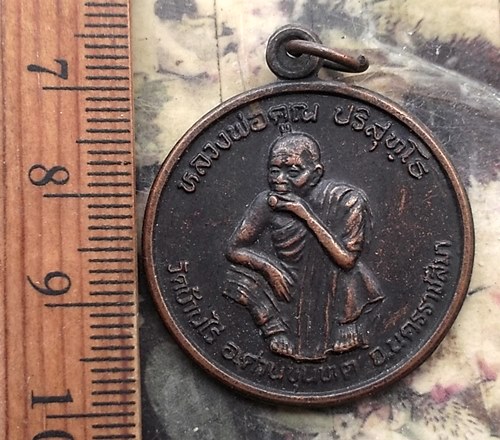 7
8
9
10
หลวงพ่อคูณ ปริสุทฺโธ
วัดบ้านไร่ อ.ด่านขุนทด จ.นครราชสีมา